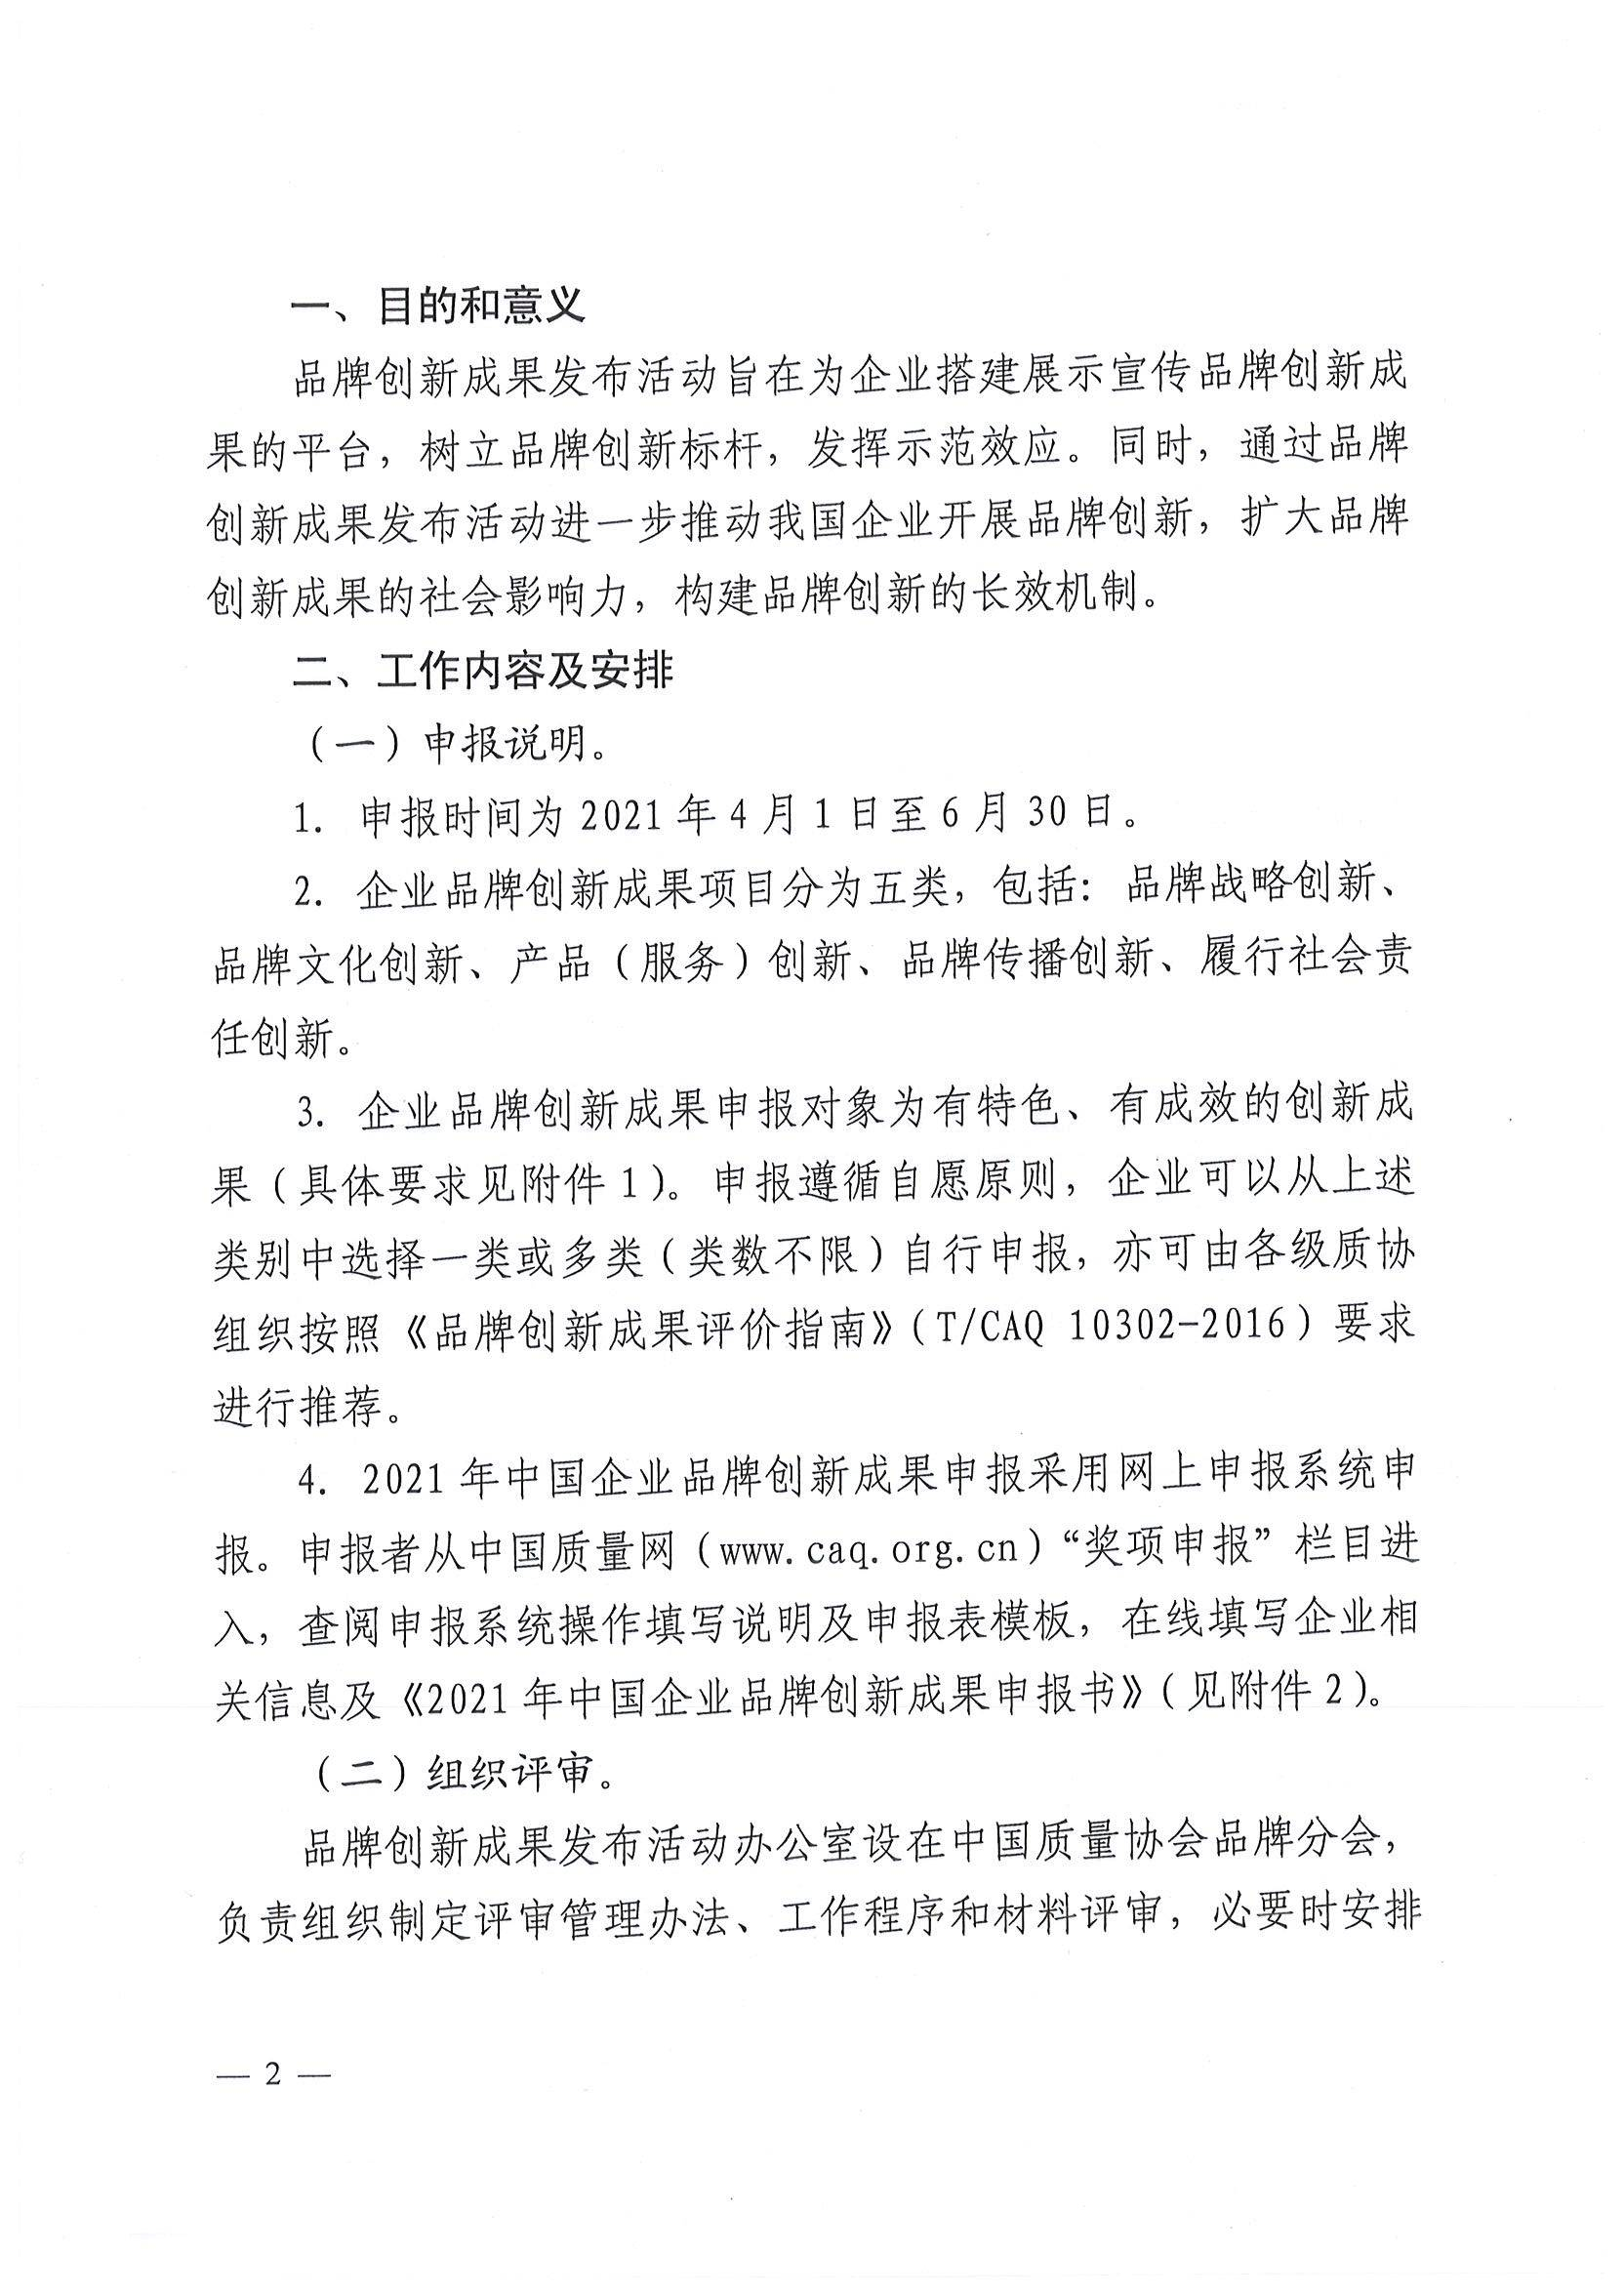 一、目的和意义
品牌创新成果发布活动旨在为企业搭建展示宣传品牌创新成
果的平台，树立品牌创新标杆，发挥示范效应。同时，通过品牌
创新成果发布活动进一步推动我国企业开展品牌创新，扩大品牌
创新成果的社会影响力，构建品牌创新的长效机制。
二、工作内容及安排
（一）申报说明。
1. 申报时间为 2021 年 4 月 1 日至 6 月 30 日。
2. 企业品牌创新成果项目分为五类，包括：品牌战略创新、
品牌文化创新、产品（服务）创新、品牌传播创新、履行社会责
任创新。
3. 企业品牌创新成果申报对象为有特色、有成效的创新成
果（具体要求见附件 1）。申报遵循自愿原则，企业可以从上述
类别中选择一类或多类（类数不限）自行申报，亦可由各级质协
组织按照《品牌创新成果评价指南》（T/CAQ 10302-2016）要求
进行推荐。
4. 2021 年中国企业品牌创新成果申报采用网上申报系统申
报。申报者从中国质量网（www.caq.org.cn）“奖项申报”栏目进
入，查阅申报系统操作填写说明及申报表模板，在线填写企业相
关信息及《2021 年中国企业品牌创新成果申报书》（见附件 2）。
（二）组织评审。
品牌创新成果发布活动办公室设在中国质量协会品牌分会，
负责组织制定评审管理办法、工作程序和材料评审，必要时安排
— 2 —